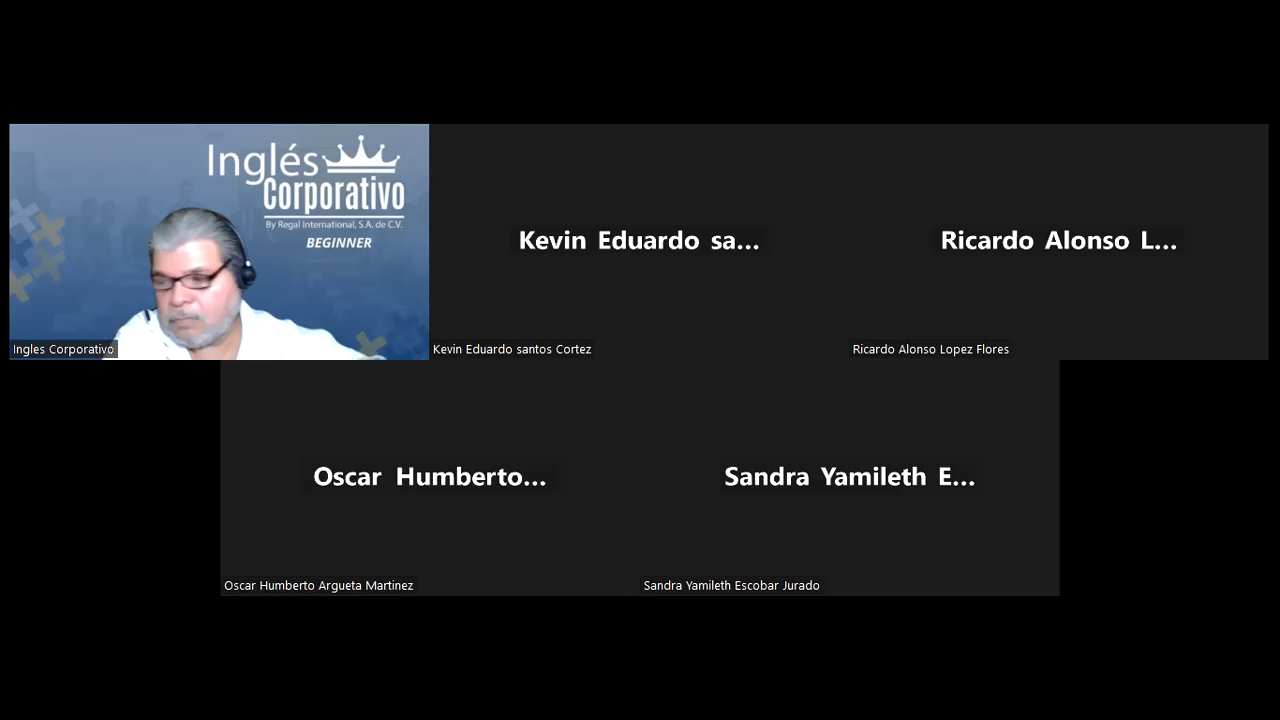 Inglés
Corporativo
By Regal International, S.A. de C.V.
BEGINNER
Ingles Corporativo
Kevin Eduardo sa...
Kevin Eduardo santos Cortez
Ricardo Alonso L...
Ricardo Alonso Lopez Flores
Oscar Humberto...
Oscar Humberto Argueta Martinez
Sandra Yamileth E...
Sandra Yamileth Escobar Jurado